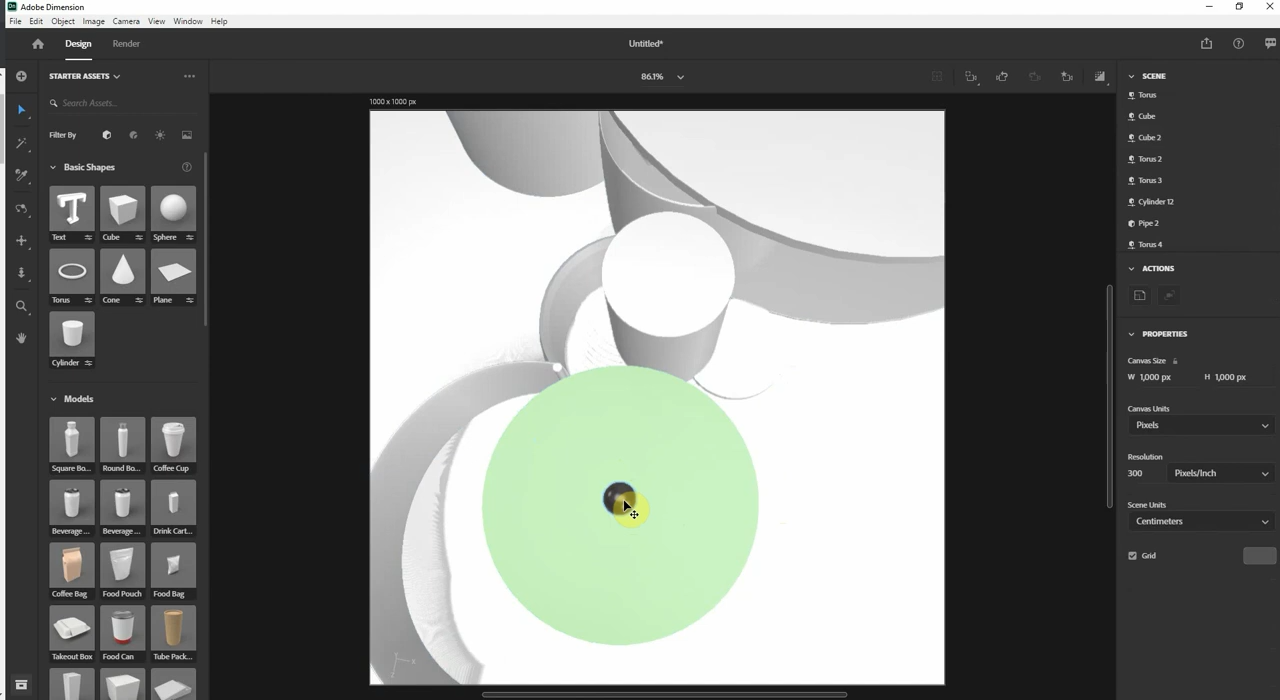 Dn Adobe Dimension
File Edit Object Image Camera View Window Help
Design Render Untitled*
STARTER ASSETS
86.1%
Search Assets...
1000 x 1000 px
Filter By
Basic Shapes
Text Cube Sphere
Torus Cone Plane
Cylinder
Models
Square Bo... Round Bo... Coffee Cup
Beverage ... Beverage ... Drink Cart...
Coffee Bag Food Pouch Food Bag
Takeout Box Food Can Tube Pack...
SCENE
Torus
Cube
Cube 2
Torus 2
Torus 3
Cylinder 12
Pipe 2
Torus 4
ACTIONS
PROPERTIES
Canvas Size
W 1,000 px H 1,000 px
Canvas Units
Pixels
Resolution
300 Pixels/Inch
Scene Units
Centimeters
Grid